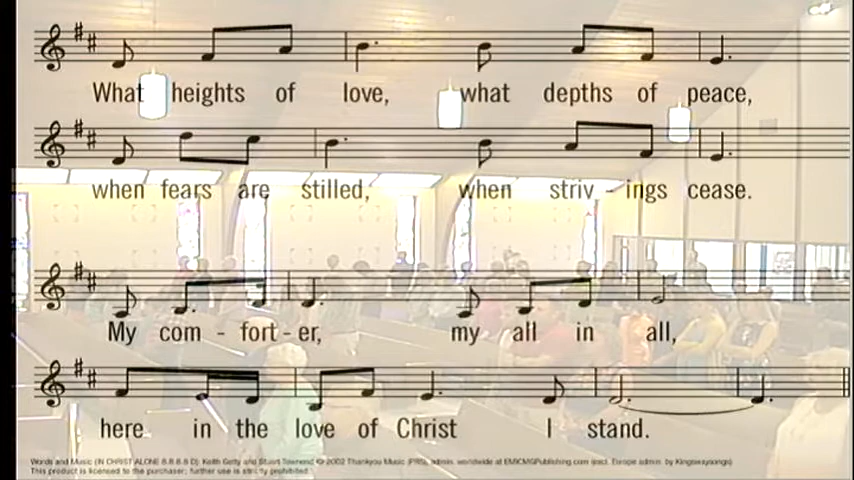 What heights of love, what depths of peace,
when fears are stilled, when striv - ings cease.
My com - fort - er, my all in all,
here in the love of Christ I stand.
Words and Music (IN CHRIST ALONE 8.8.8.8 D): Keith Getty and Stuart Townend © 2002 Thankyou Music (PRS), admin. worldwide at EMICMGPublishing.com (excl. Europe admin. by Kingswaysongs)
This product is licensed to the purchaser; further use is strictly prohibited